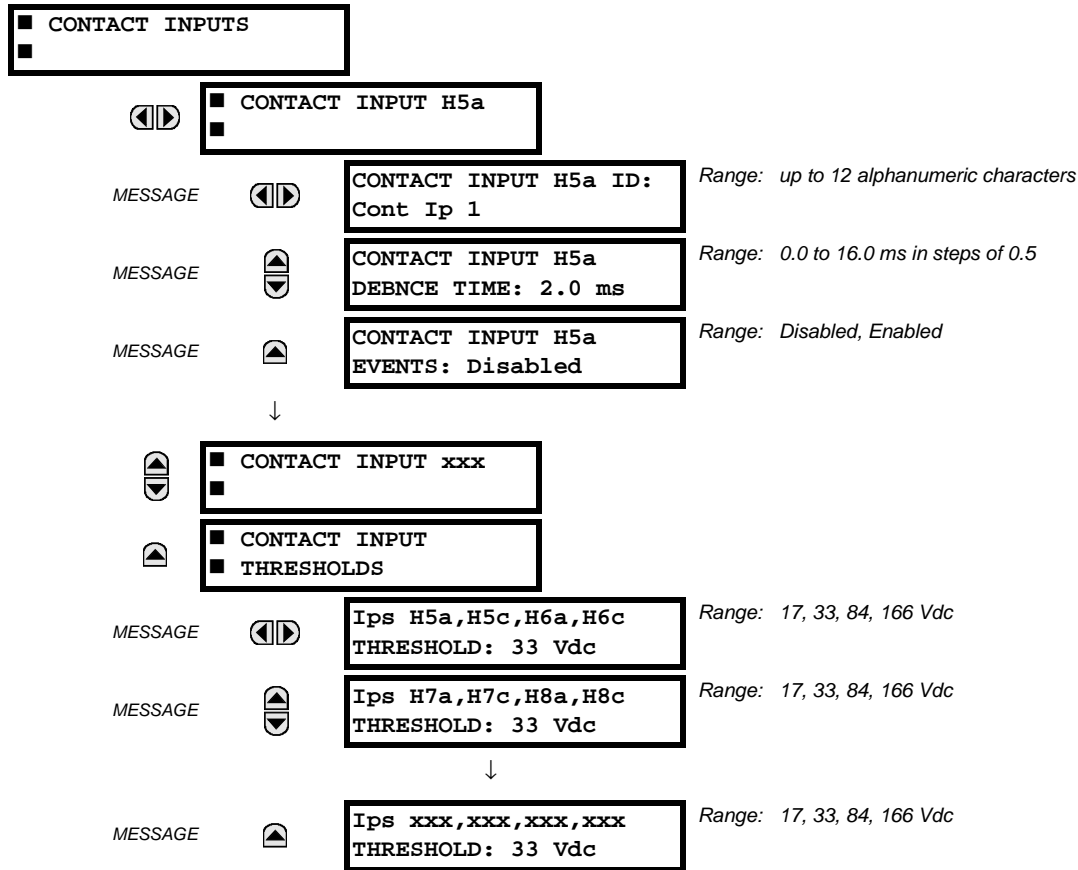 ■ CONTACT INPUTS
■
■ CONTACT INPUT H5a
■
MESSAGE
CONTACT INPUT H5a ID:
Cont Ip 1
Range: up to 12 alphanumeric characters
MESSAGE
CONTACT INPUT H5a
DEBNCE TIME: 2.0 ms
Range: 0.0 to 16.0 ms in steps of 0.5
MESSAGE
CONTACT INPUT H5a
EVENTS: Disabled
Range: Disabled, Enabled
↓
■ CONTACT INPUT xxx
■
■ CONTACT INPUT
■ THRESHOLDS
MESSAGE
Ips H5a,H5c,H6a,H6c
THRESHOLD: 33 Vdc
Range: 17, 33, 84, 166 Vdc
MESSAGE
Ips H7a,H7c,H8a,H8c
THRESHOLD: 33 Vdc
Range: 17, 33, 84, 166 Vdc
↓
MESSAGE
Ips xxx,xxx,xxx,xxx
THRESHOLD: 33 Vdc
Range: 17, 33, 84, 166 Vdc